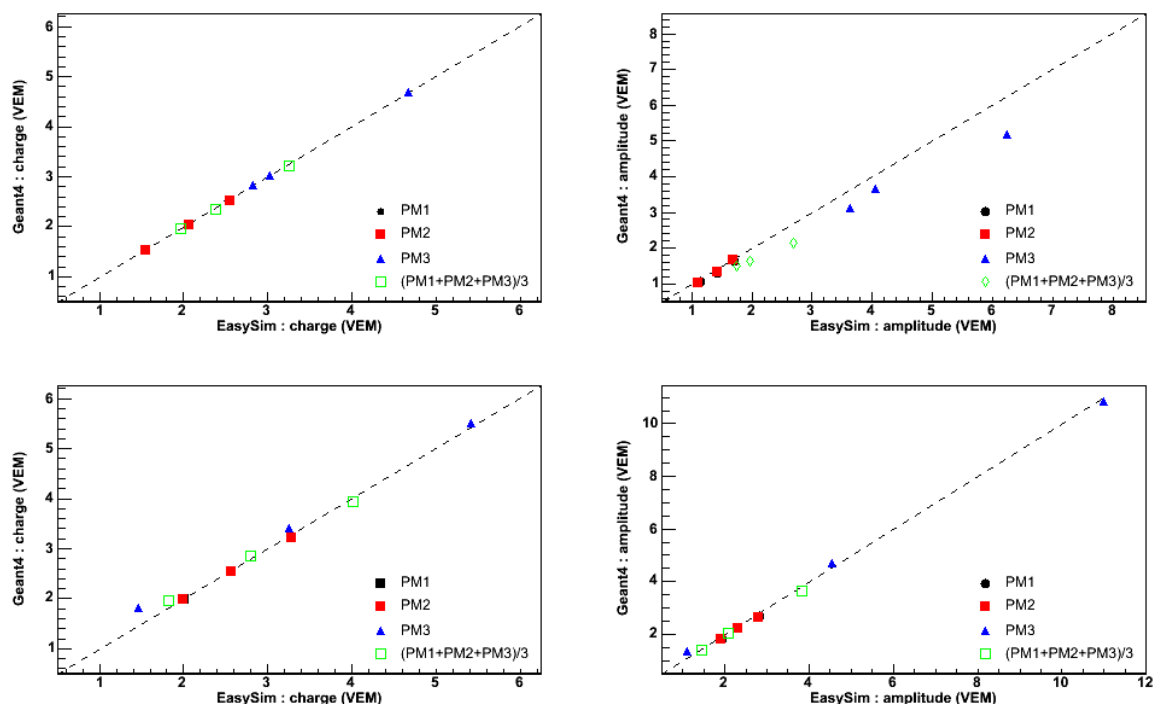 Geant4 : charge (VEM)
6
5
4
3
2
1
PM1
PM2
PM3
(PM1+PM2+PM3)/3
1 2 3 4 5 6
EasySim : charge (VEM)
Geant4 : amplitude (VEM)
8
7
6
5
4
3
2
1
PM1
PM2
PM3
(PM1+PM2+PM3)/3
1 2 3 4 5 6 7 8
EasySim : amplitude (VEM)
Geant4 : charge (VEM)
6
5
4
3
2
1
PM1
PM2
PM3
(PM1+PM2+PM3)/3
1 2 3 4 5 6
EasySim : charge (VEM)
Geant4 : amplitude (VEM)
10
8
6
4
2
PM1
PM2
PM3
(PM1+PM2+PM3)/3
2 4 6 8 10 12
EasySim : amplitude (VEM)